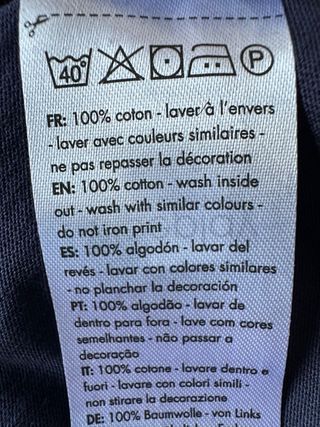 40°
P
FR: 100% coton - laver à l'envers
- laver avec couleurs similaires -
ne pas repasser la décoration
EN: 100% cotton - wash inside
out - wash with similar colours -
do not iron print
ES: 100% algodón - lavar del
revés - lavar con colores similares
- no planchar la decoración
PT: 100% algodão - lavar de
dentro para fora - lave com cores
semelhantes - não passar a
decoração
IT: 100% cotone - lavare dentro e
fuori - lavare con colori simili -
non stirare la decorazione
DE: 100% Baumwolle - von Links